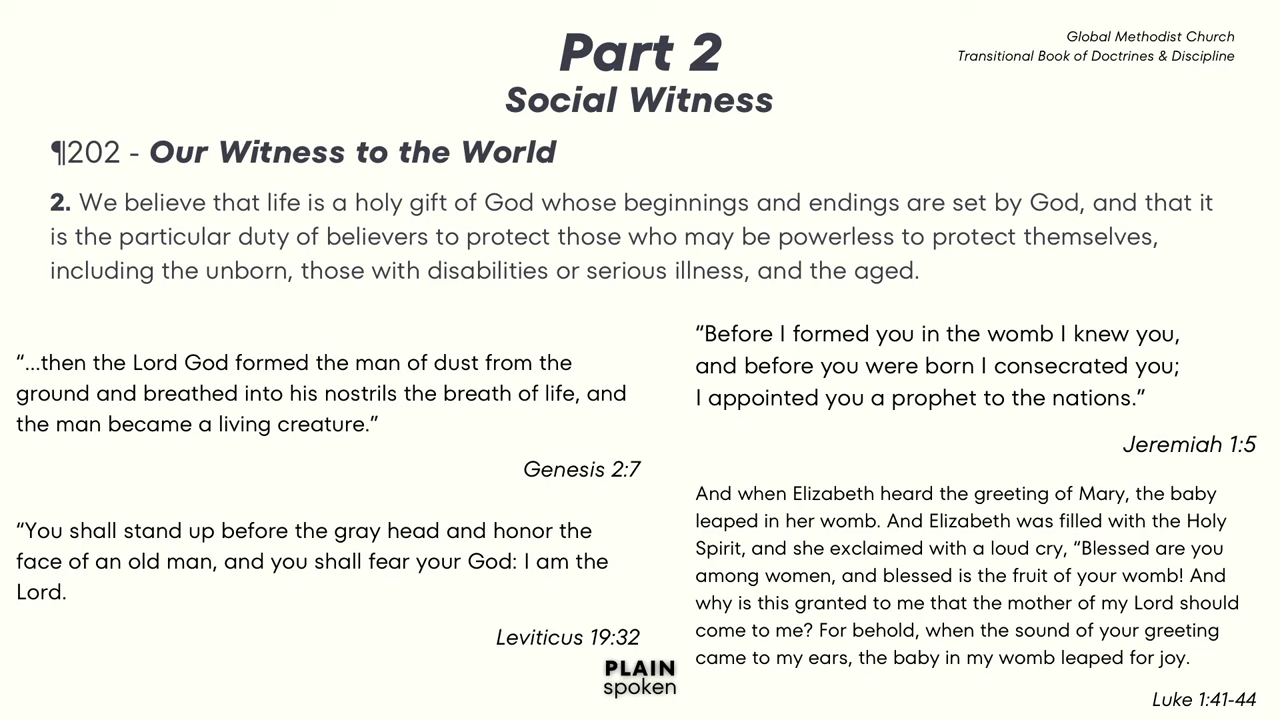 Part 2
Social Witness
Global Methodist Church
Transitional Book of Doctrines & Discipline
¶202 - Our Witness to the World
2. We believe that life is a holy gift of God whose beginnings and endings are set by God, and that it
is the particular duty of believers to protect those who may be powerless to protect themselves,
including the unborn, those with disabilities or serious illness, and the aged.
“...then the Lord God formed the man of dust from the
ground and breathed into his nostrils the breath of life, and
the man became a living creature.”
Genesis 2:7
“You shall stand up before the gray head and honor the
face of an old man, and you shall fear your God: I am the
Lord.
Leviticus 19:32
“Before I formed you in the womb I knew you,
and before you were born I consecrated you;
I appointed you a prophet to the nations.”
Jeremiah 1:5
And when Elizabeth heard the greeting of Mary, the baby
leaped in her womb. And Elizabeth was filled with the Holy
Spirit, and she exclaimed with a loud cry, “Blessed are you
among women, and blessed is the fruit of your womb! And
why is this granted to me that the mother of my Lord should
come to me? For behold, when the sound of your greeting
came to my ears, the baby in my womb leaped for joy.
Luke 1:41-44
PLAIN
spoken